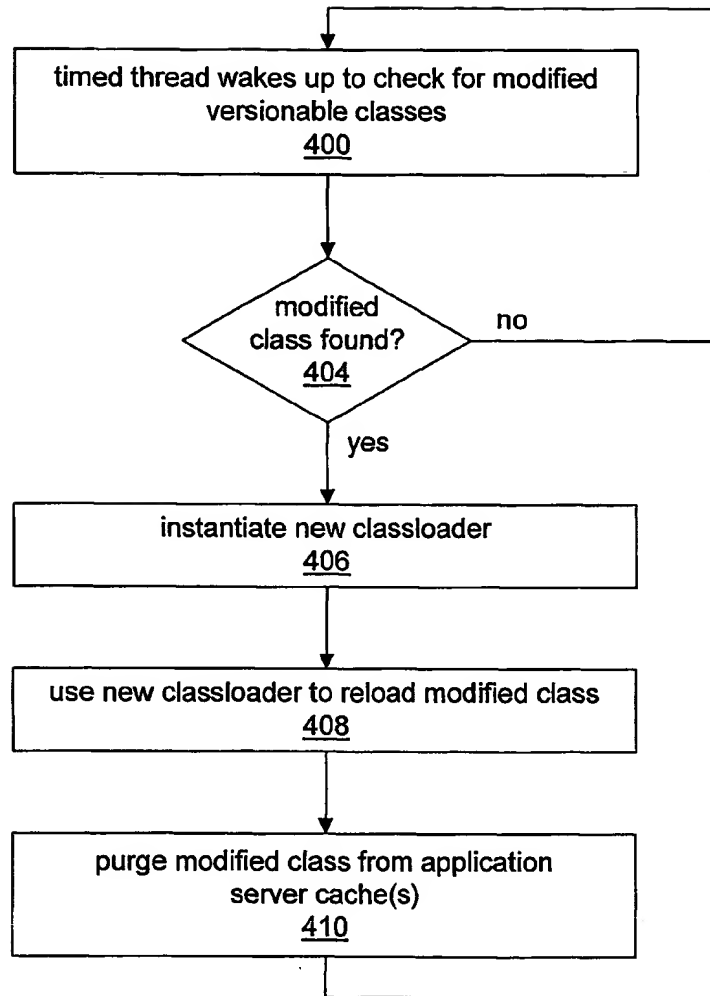 timed thread wakes up to check for modified
versionable classes
400
modified
class found?
404
no
yes
instantiate new classloader
406
use new classloader to reload modified class
408
purge modified class from application
server cache(s)
410